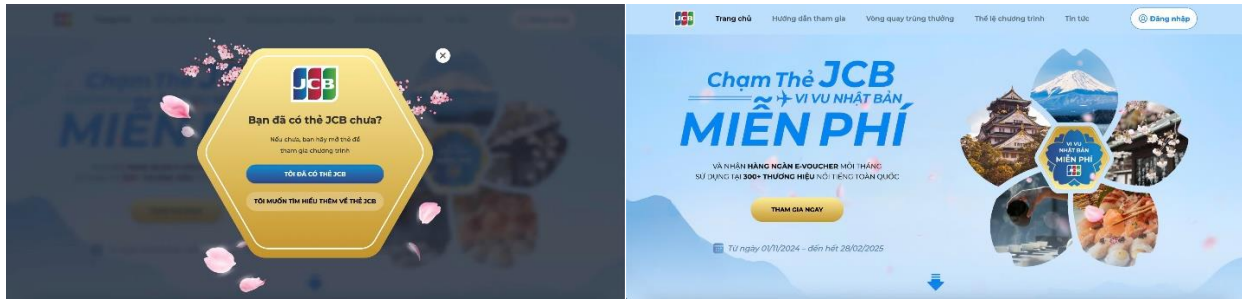 JCB
Bạn đã có thẻ JCB chưa?
Nếu chưa, bạn hãy mở thẻ để
tham gia chương trình
TÔI ĐÃ CÓ THẺ JCB
TÔI MUỐN TÌM HIỂU THÊM VỀ THẺ JCB
JCB Trang chủ Hướng dẫn tham gia Vòng quay trúng thưởng Thể lệ chương trình Tin tức Đăng nhập
Chạm Thẻ JCB
VI VU NHẬT BẢN
MIỄN PHÍ
VÀ NHẬN HÀNG NGÀN E-VOUCHER MỖI THÁNG
SỬ DỤNG TẠI 300+ THƯƠNG HIỆU NỔI TIẾNG TOÀN QUỐC
THAM GIA NGAY
Từ ngày 01/11/2024 - đến hết 28/02/2025
VI VU
NHẬT BẢN
MIỄN PHÍ
JCB